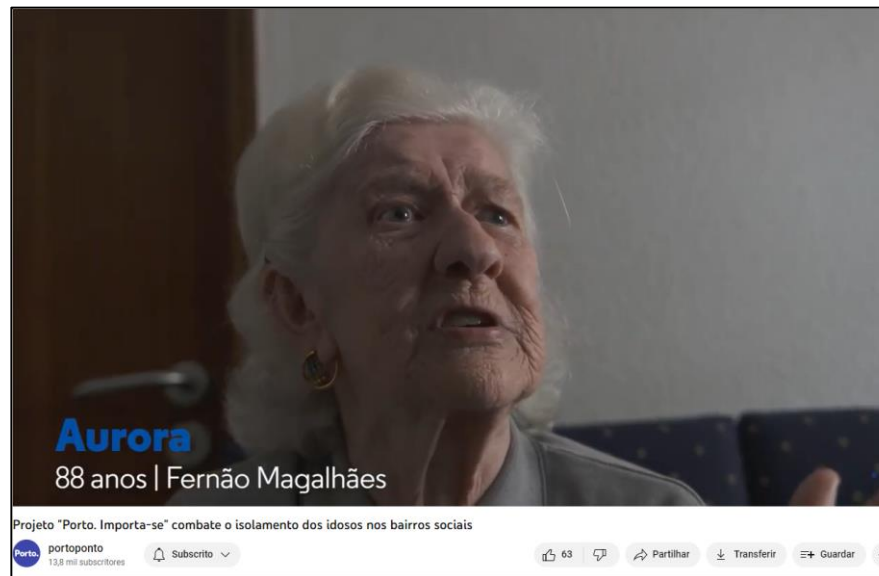 Aurora
88 anos | Fernão Magalhães
Projeto "Porto. Importa-se" combate o isolamento dos idosos nos bairros sociais
Porto.
portoponto
13,8 mil subscritores
Subscrito
63
Partilhar
Transferir
Guardar